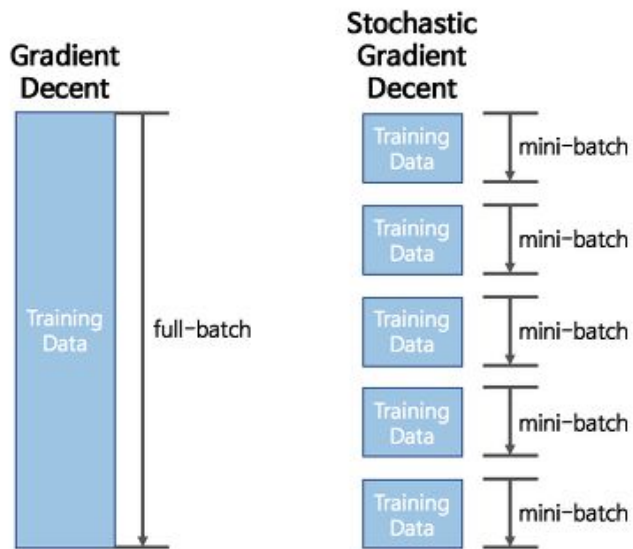 Gradient
Decent
Training
Data
full-batch
Stochastic
Gradient
Decent
Training
Data
mini-batch
Training
Data
mini-batch
Training
Data
mini-batch
Training
Data
mini-batch
Training
Data
mini-batch